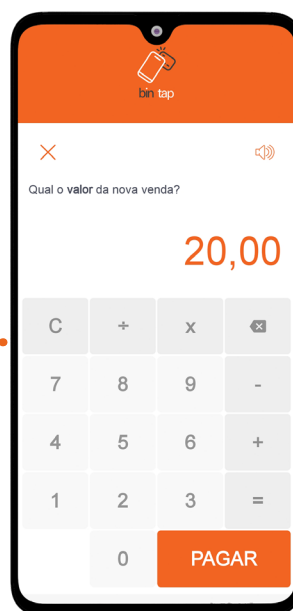 bin tap
Qual o valor da nova venda?
20,00
C ÷ x
7 8 9 -
4 5 6 +
1 2 3 =
0 PAGAR